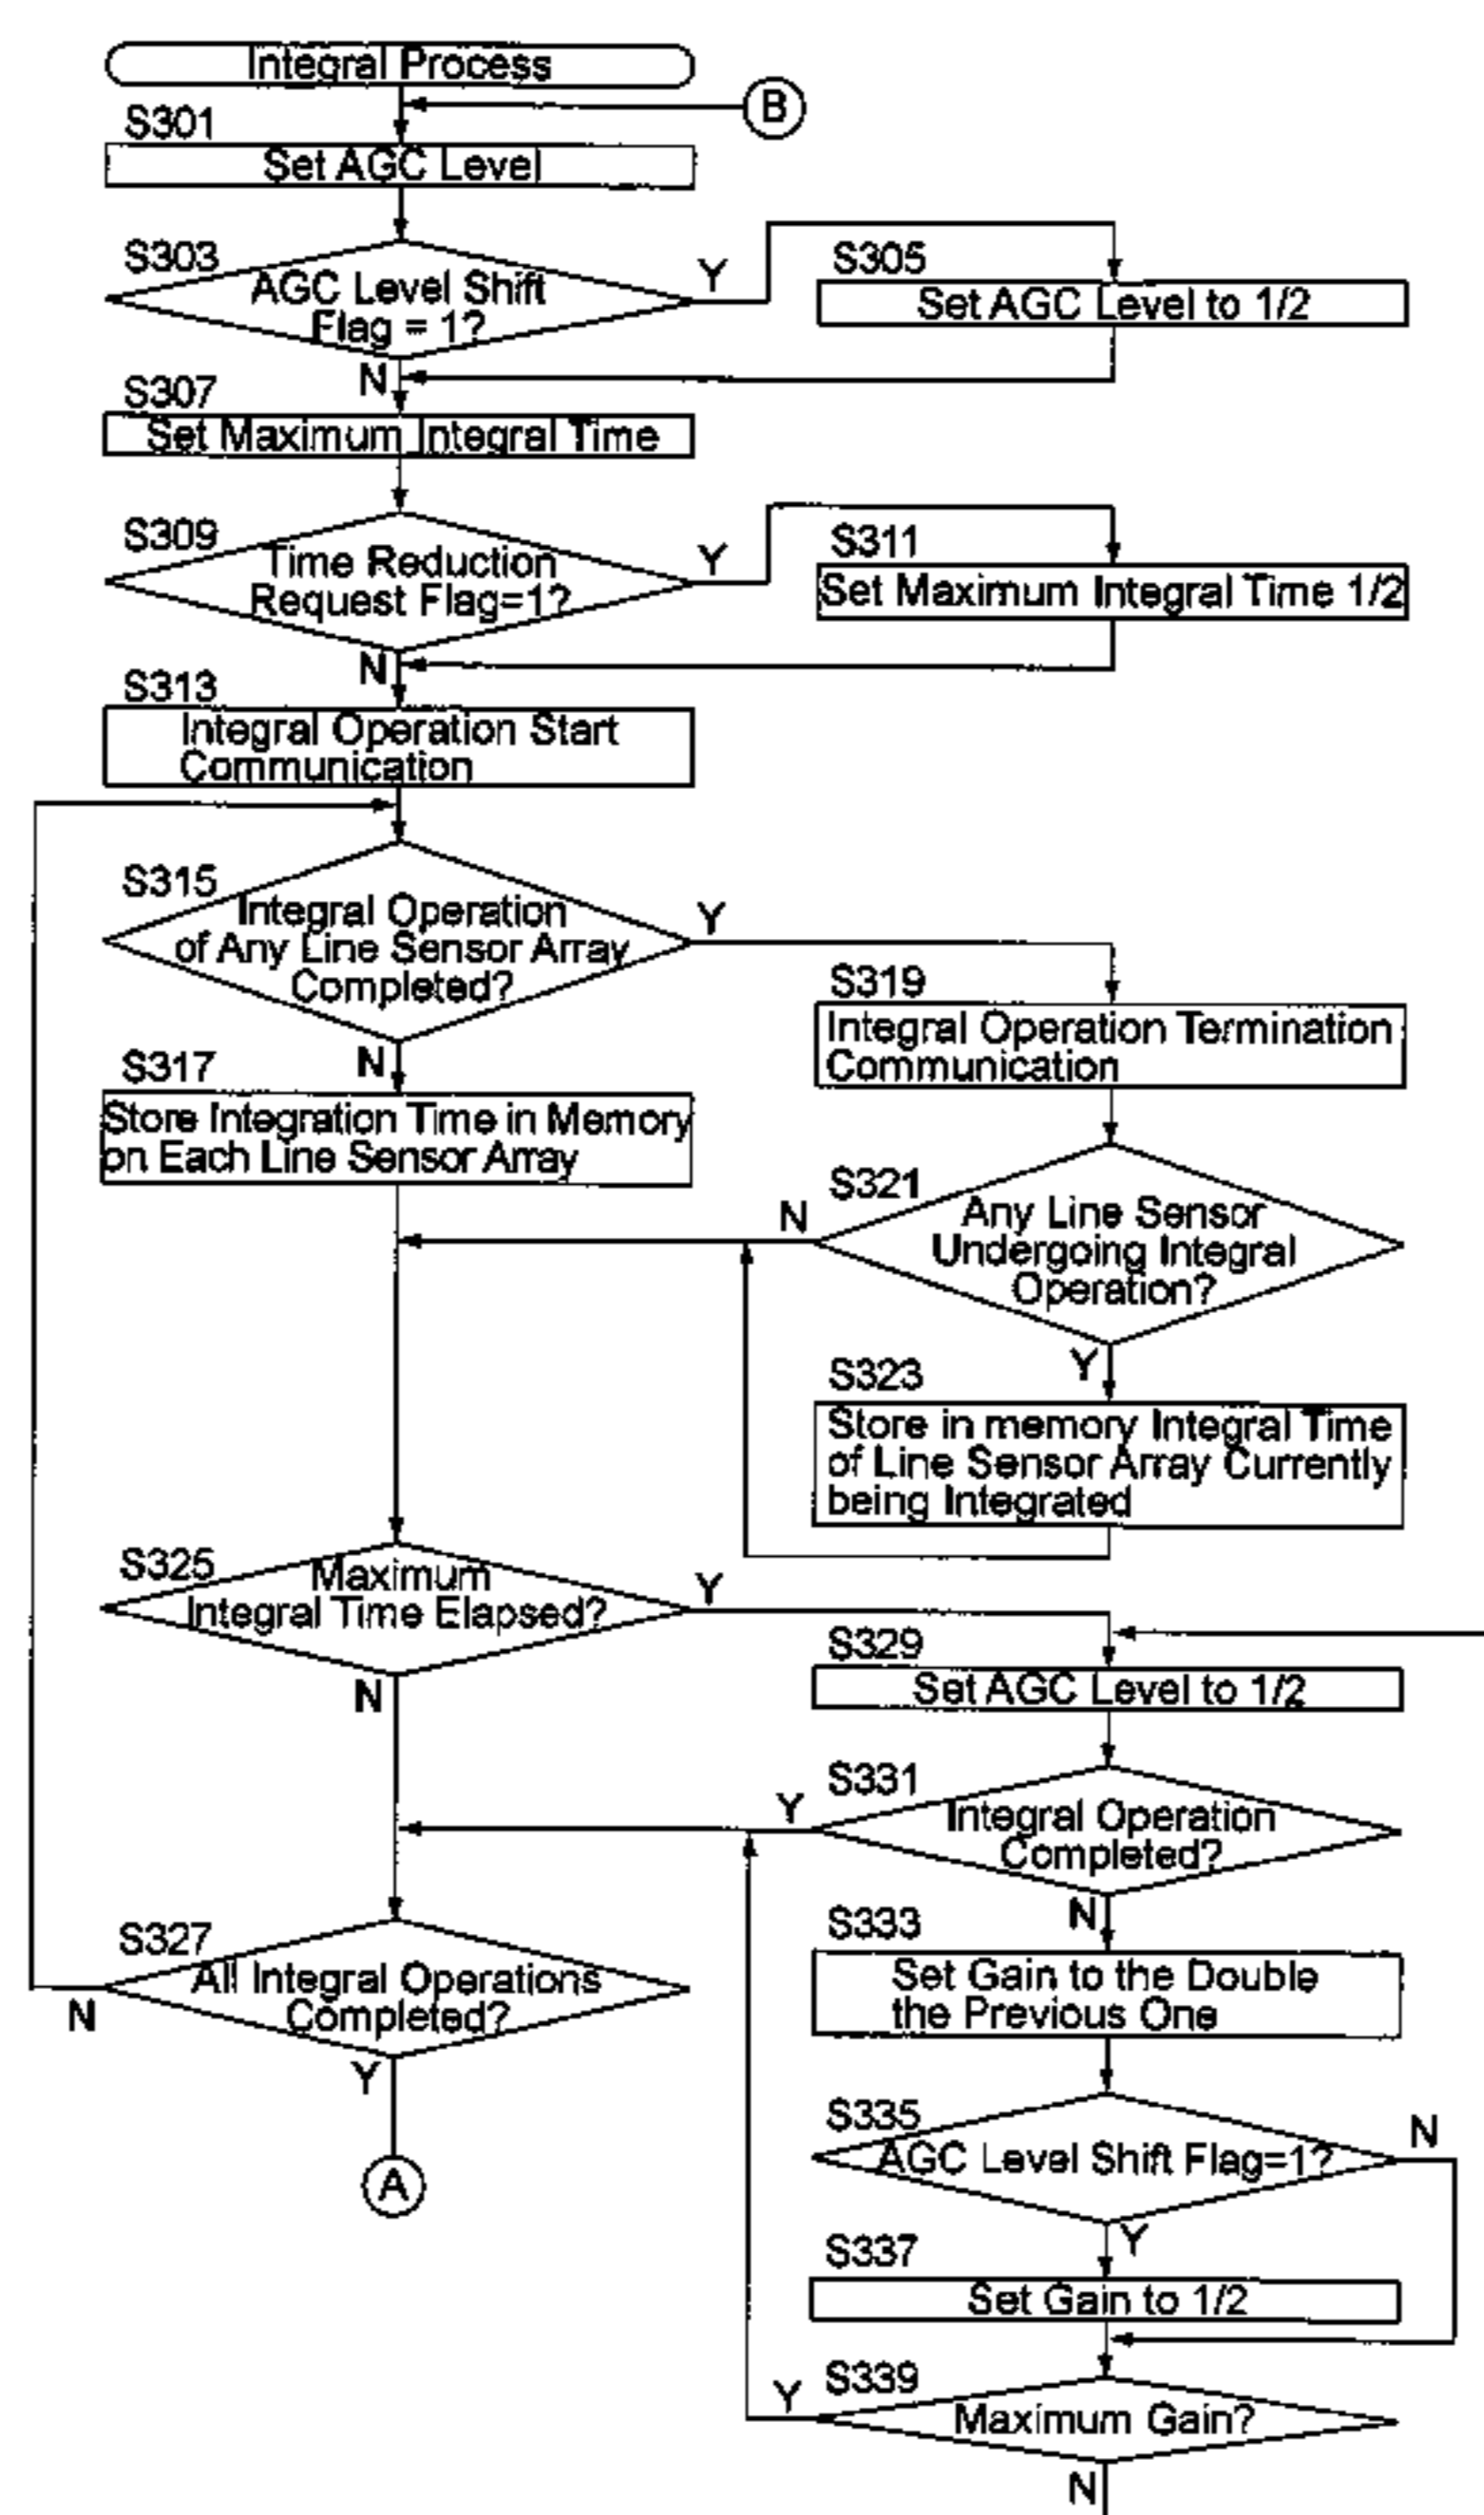 Integral Process
B
S301
Set AGC Level
S303
AGC Level Shift
Flag = 1?
Y
N
S305
Set AGC Level to 1/2
S307
Set Maximum Integral Time
S309
Time Reduction
Request Flag=1?
Y
N
S311
Set Maximum Integral Time 1/2
S313
Integral Operation Start
Communication
S315
Integral Operation
of Any Line Sensor Array
Completed?
Y
N
S317
Store Integration Time in Memory
on Each Line Sensor Array
S319
Integral Operation Termination
Communication
S321
Any Line Sensor
Undergoing Integral
Operation?
N
Y
S323
Store in memory Integral Time
of Line Sensor Array Currently
being Integrated
S325
Maximum
Integral Time Elapsed?
Y
N
S329
Set AGC Level to 1/2
S331
Integral Operation
Completed?
Y
N
S327
All Integral Operations
Completed?
N
Y
A
S333
Set Gain to the Double
the Previous One
S335
AGC Level Shift Flag=1?
N
Y
S337
Set Gain to 1/2
S339
Maximum Gain?
Y
N